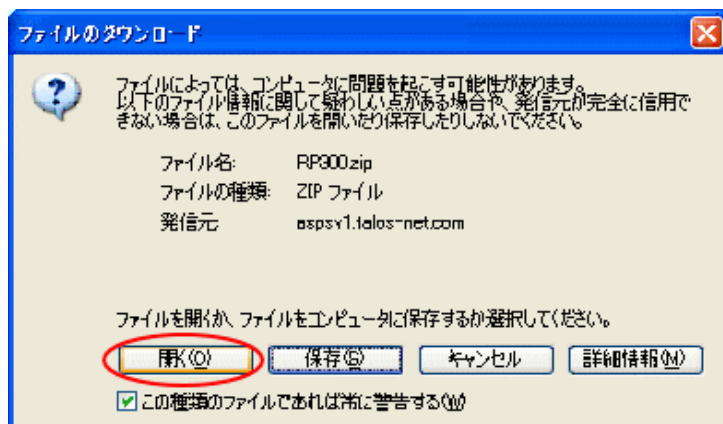 ファイルのダウンロード
ファイルによっては、コンピュータに問題を起こす可能性があります。
以下のファイル情報に関して疑わしい点がある場合や、発信元が完全に信用で
きない場合は、このファイルを開いたり保存したりしないでください。
ファイル名: RP300.zip
ファイルの種類: ZIP ファイル
発信元: aspsv1.talos-net.com
ファイルを開くか、ファイルをコンピュータに保存するか選択してください。
開く(O) 保存(S) キャンセル 詳細情報(M)
この種類のファイルであれば常に警告する(W)